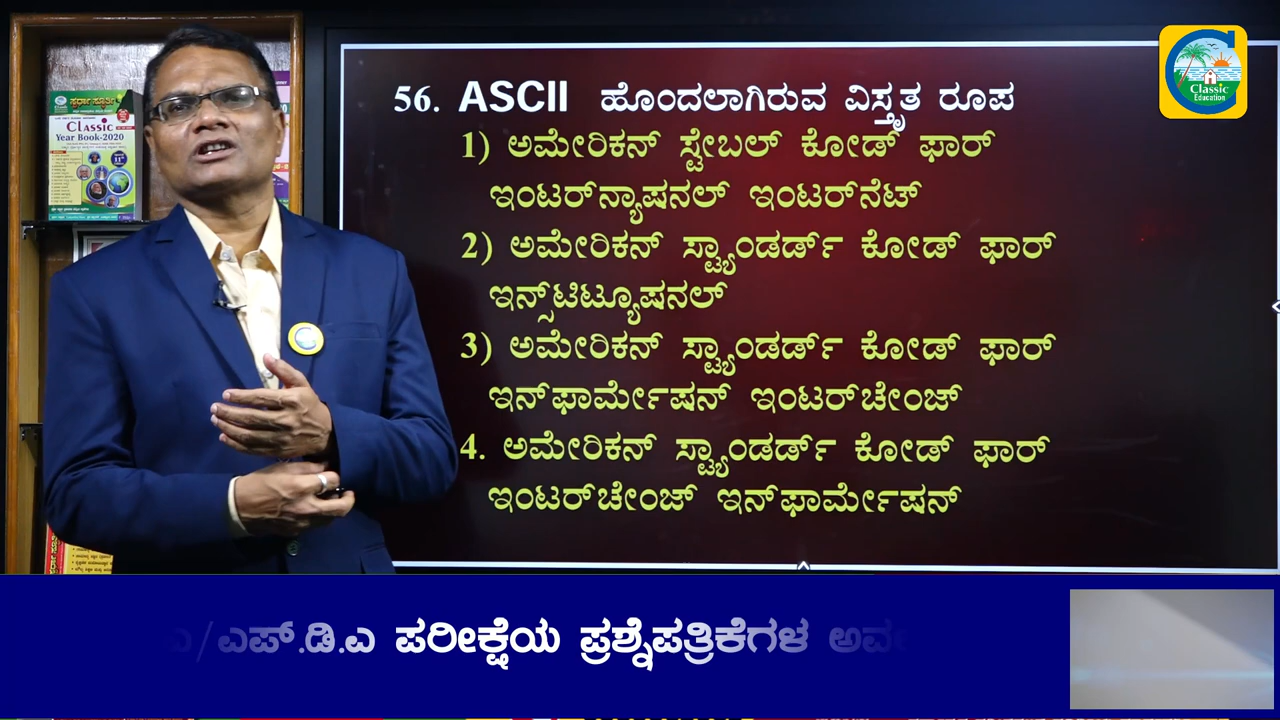 56. ASCII ಹೊಂದಲಾಗಿರುವ ವಿಸ್ತೃತ ರೂಪ
1) ಅಮೇರಿಕನ್ ಸ್ಟೇಬಲ್ ಕೋಡ್ ಫಾರ್
ಇಂಟರ್‌ನ್ಯಾಷನಲ್ ಇಂಟರ್‌ನೆಟ್
2) ಅಮೇರಿಕನ್ ಸ್ಟ್ಯಾಂಡರ್ಡ್ ಕೋಡ್ ಫಾರ್
ಇನ್ಸ್‌ಟಿಟ್ಯೂಷನಲ್
3) ಅಮೇರಿಕನ್ ಸ್ಟ್ಯಾಂಡರ್ಡ್ ಕೋಡ್ ಫಾರ್
ಇನ್‌ಫಾರ್ಮೇಷನ್ ಇಂಟರ್‌ಚೇಂಜ್
4. ಅಮೇರಿಕನ್ ಸ್ಟ್ಯಾಂಡರ್ಡ್ ಕೋಡ್ ಫಾರ್
ಇಂಟರ್‌ಚೇಂಜ್ ಇನ್‌ಫಾರ್ಮೇಷನ್
Classic
Education
ಸ್ಪರ್ಧಾಸ್ಫೂರ್ತಿ
Classic
Year Book-2020
ಎ/ಎಪ್.ಡಿ.ಎ ಪರೀಕ್ಷೆಯ ಪ್ರಶ್ನೆಪತ್ರಿಕೆಗಳ